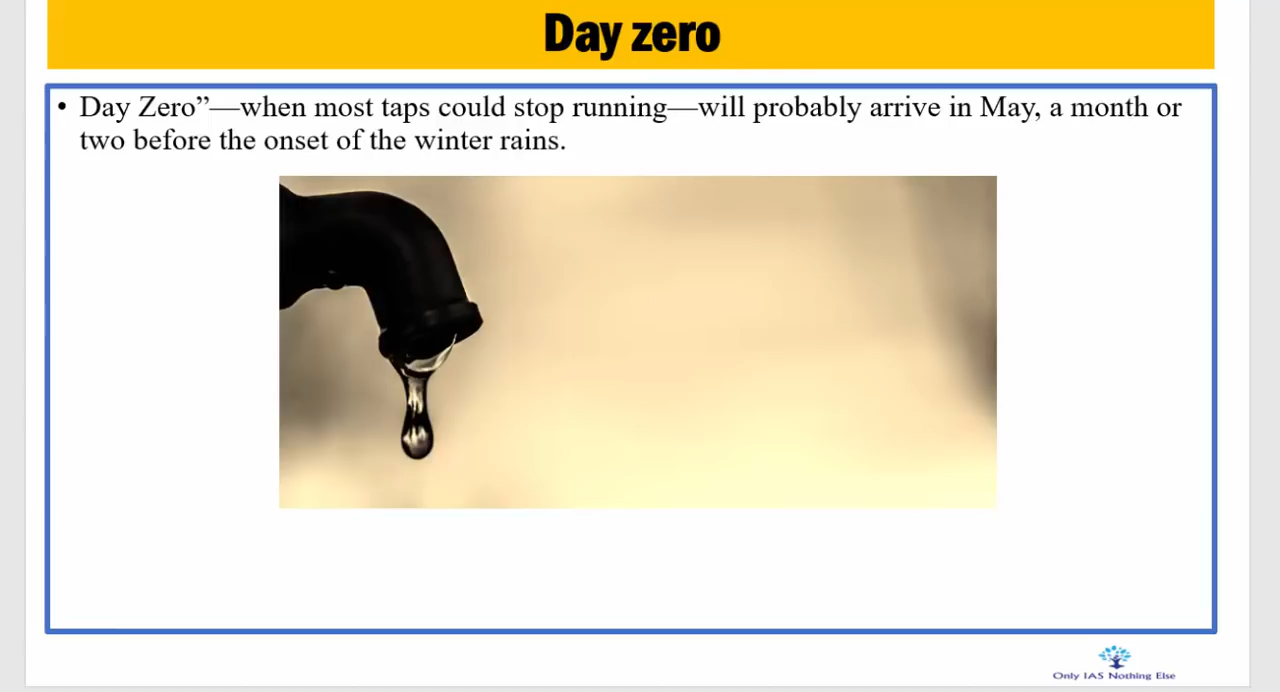 Day zero
• Day Zero”—when most taps could stop running—will probably arrive in May, a month or
two before the onset of the winter rains.
Only IAS Nothing Else